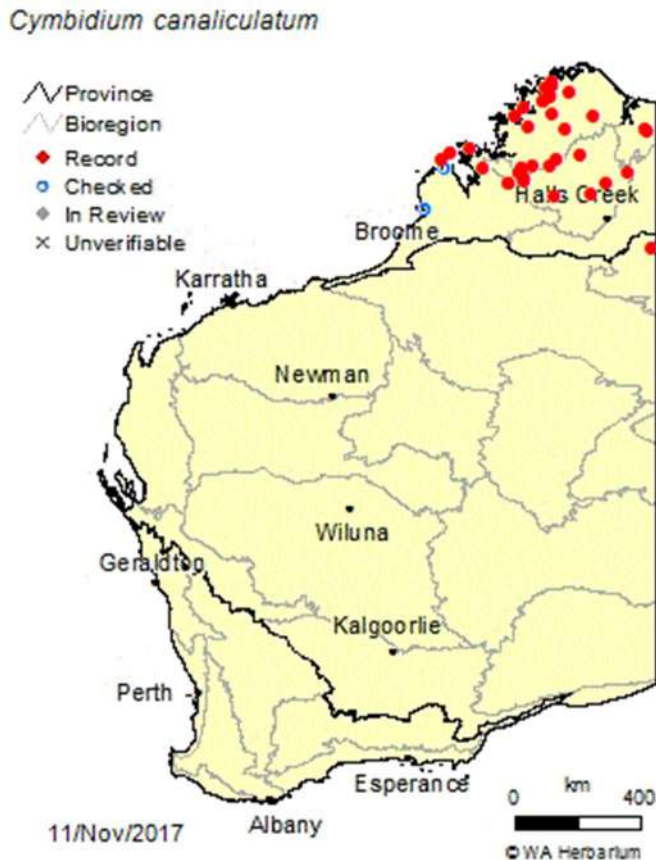 Cymbidium canaliculatum
Province
Bioregion
Record
Checked
In Review
Unverifiable
Halls Creek
Broome
Karratha
Newman
Wiluna
Geraldton
Kalgoorlie
Perth
Esperance
0 km 400
11/Nov/2017
Albany
© WA Herbarium